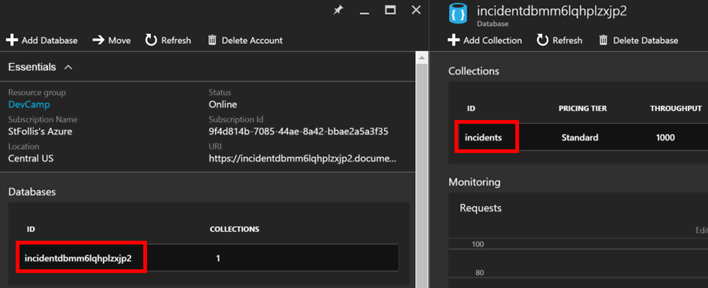 Add Database Move Refresh Delete Account
Essentials
Resource group
DevCamp
Subscription Name
StFollis's Azure
Location
Central US
Status
Online
Subscription Id
9f4d814b-7085-44ae-8a42-bbae2a5a3f35
URI
https://incidentdbmm6lqhplzxjp2.docume...
Databases
ID COLLECTIONS
incidentdbmm6lqhplzxjp2 1
incidentdbmm6lqhplzxjp2
Database
Add Collection Refresh Delete Database
Collections
ID PRICING TIER THROUGHPUT
incidents Standard 1000
Monitoring
Requests
Edi
100
80